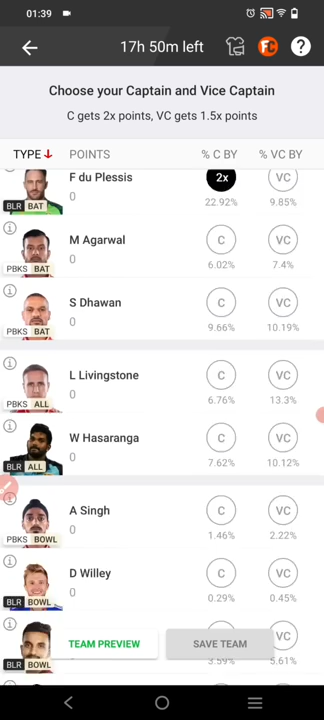 01:39
17h 50m left
FC
?
Choose your Captain and Vice Captain
C gets 2x points, VC gets 1.5x points
TYPE POINTS % C BY % VC BY
F du Plessis 2x VC
0
BLR BAT 22.92% 9.85%
M Agarwal C VC
0
PBKS BAT 6.02% 7.4%
S Dhawan C VC
0
PBKS BAT 9.66% 10.19%
L Livingstone C VC
0
PBKS ALL 6.76% 13.3%
W Hasaranga C VC
0
BLR ALL 7.62% 10.12%
A Singh C VC
0
PBKS BOWL 1.46% 2.22%
D Willey C VC
0
BLR BOWL 0.29% 0.45%
VC
TEAM PREVIEW SAVE TEAM
BLR BOWL 3.59% 5.61%